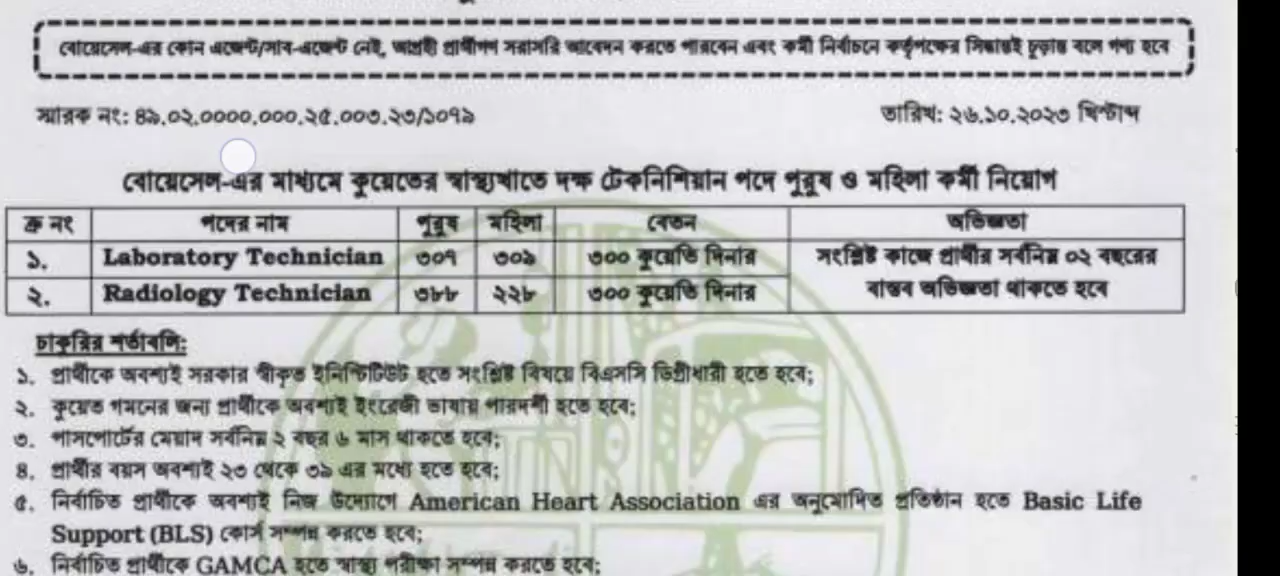 বোয়েসেল-এর কোন এজেন্ট/সাব-এজেন্ট নেই, আগ্রহী প্রার্থীগণ সরাসরি আবেদন করতে পারবেন এবং কর্মী নির্বাচনে কর্তৃপক্ষের সিদ্ধান্তই চূড়ান্ত বলে গণ্য হবে
স্মারক নং: ৪৯.০২.০০০০.০০০.২৫.০০৩.২৩/১০৭৯ তারিখ: ২৬.১০.২০২৩ খ্রিস্টাব্দ
বোয়েসেল-এর মাধ্যমে কুয়েতের স্বাস্থ্যখাতে দক্ষ টেকনিশিয়ান পদে পুরুষ ও মহিলা কর্মী নিয়োগ
ক্র নং পদের নাম পুরুষ মহিলা বেতন অভিজ্ঞতা
১. Laboratory Technician ৩০৭ ৩০৯ ৩০০ কুয়েতি দিনার সংশ্লিষ্ট কাজে প্রার্থীর সর্বনিম্ন ০২ বছরের
২. Radiology Technician ৩৮৮ ২২৮ ৩০০ কুয়েতি দিনার বাস্তব অভিজ্ঞতা থাকতে হবে
চাকুরির শর্তাবলি:
১. প্রার্থীকে অবশ্যই সরকার স্বীকৃত ইনিস্টিটিউট হতে সংশ্লিষ্ট বিষয়ে বিএসসি ডিগ্রীধারী হতে হবে;
২. কুয়েত গমনের জন্য প্রার্থীকে অবশ্যই ইংরেজী ভাষায় পারদর্শী হতে হবে;
৩. পাসপোর্টের মেয়াদ সর্বনিম্ন ২ বছর ৬ মাস থাকতে হবে;
৪. প্রার্থীর বয়স অবশ্যই ২৩ থেকে ৩৯ এর মধ্যে হতে হবে;
৫. নির্বাচিত প্রার্থীকে অবশ্যই নিজ উদ্যোগে American Heart Association এর অনুমোদিত প্রতিষ্ঠান হতে Basic Life
Support (BLS) কোর্স সম্পন্ন করতে হবে;
৬. নির্বাচিত প্রার্থীকে GAMCA হতে স্বাস্থ্য পরীক্ষা সম্পন্ন করতে হবে;